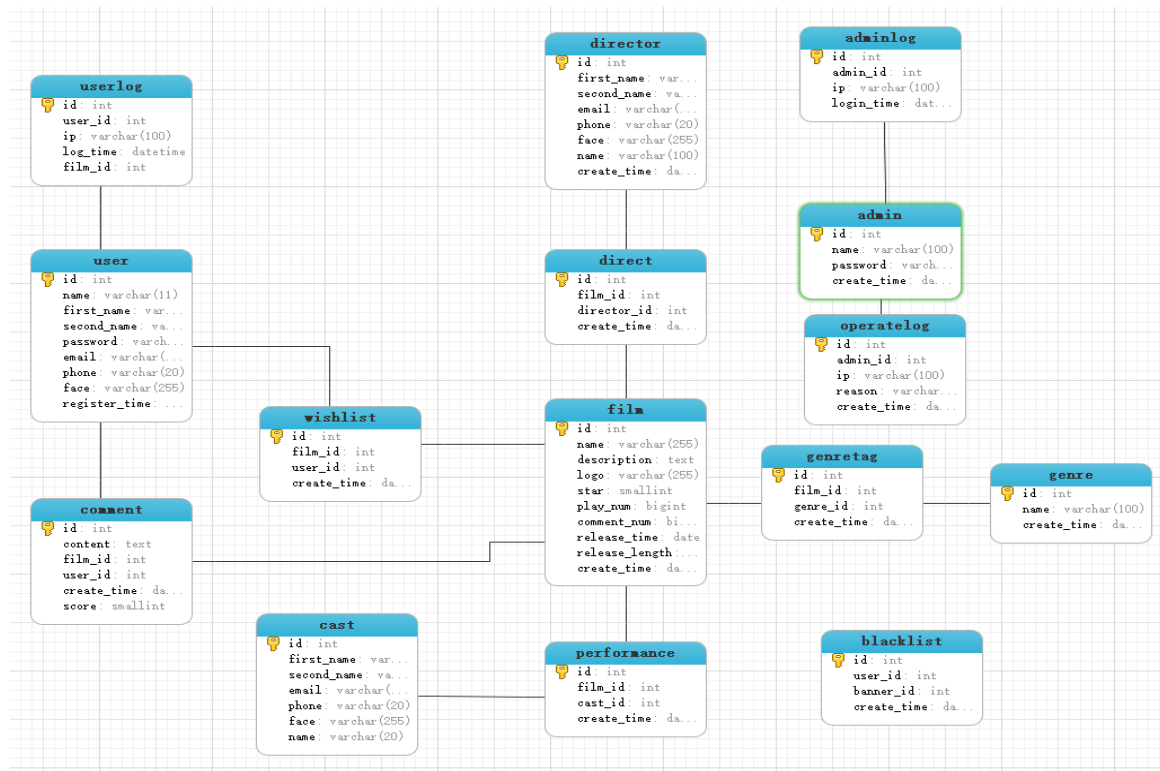 userlog
id: int
user_id: int
ip: varchar(100)
log_time: datetime
film_id: int
user
id: int
name: varchar(11)
first_name: var...
second_name: va...
password: varch...
email: varchar(...
phone: varchar(20)
face: varchar(255)
register_time: ...
comment
id: int
content: text
film_id: int
user_id: int
create_time: da...
score: smallint
wishlist
id: int
film_id: int
user_id: int
create_time: da...
cast
id: int
first_name: var...
second_name: va...
email: varchar(...
phone: varchar(20)
face: varchar(255)
name: varchar(20)
director
id: int
first_name: var...
second_name: va...
email: varchar(...
phone: varchar(20)
face: varchar(255)
name: varchar(100)
create_time: da...
direct
id: int
film_id: int
director_id: int
create_time: da...
film
id: int
name: varchar(255)
description: text
logo: varchar(255)
star: smallint
play_num: bigint
comment_num: bi...
release_time: date
release_length:...
create_time: da...
performance
id: int
film_id: int
cast_id: int
create_time: da...
adminlog
id: int
admin_id: int
ip: varchar(100)
login_time: dat...
admin
id: int
name: varchar(100)
password: varch...
create_time: da...
operatelog
id: int
admin_id: int
ip: varchar(100)
reason: varchar...
create_time: da...
genretag
id: int
film_id: int
genre_id: int
create_time: da...
genre
id: int
name: varchar(100)
create_time: da...
blacklist
id: int
user_id: int
banner_id: int
create_time: da...